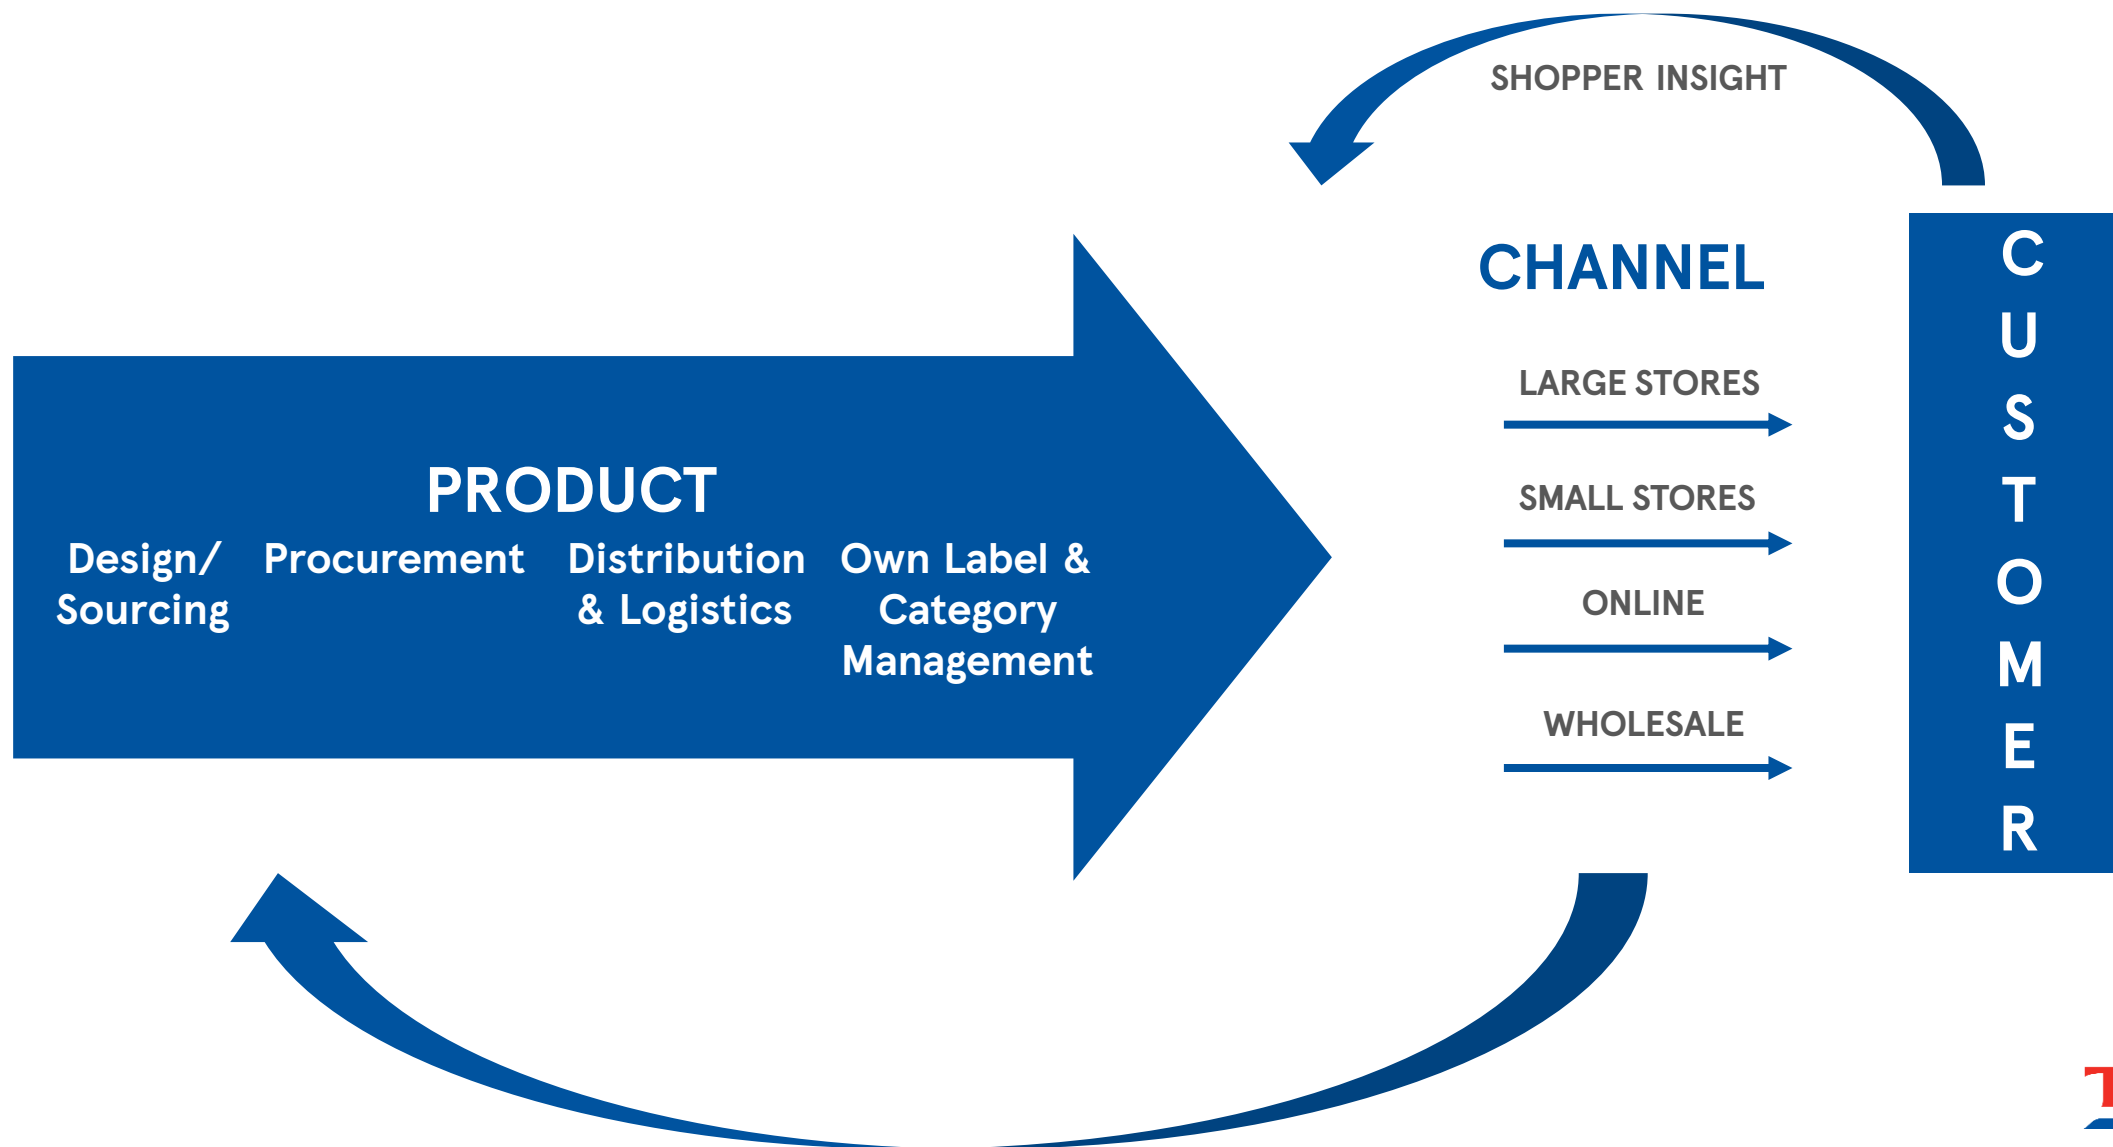 SHOPPER INSIGHT
CHANNEL
LARGE STORES
SMALL STORES
ONLINE
WHOLESALE
PRODUCT
Design/
Sourcing
Procurement
Distribution
& Logistics
Own Label &
Category
Management
CUSTOMER